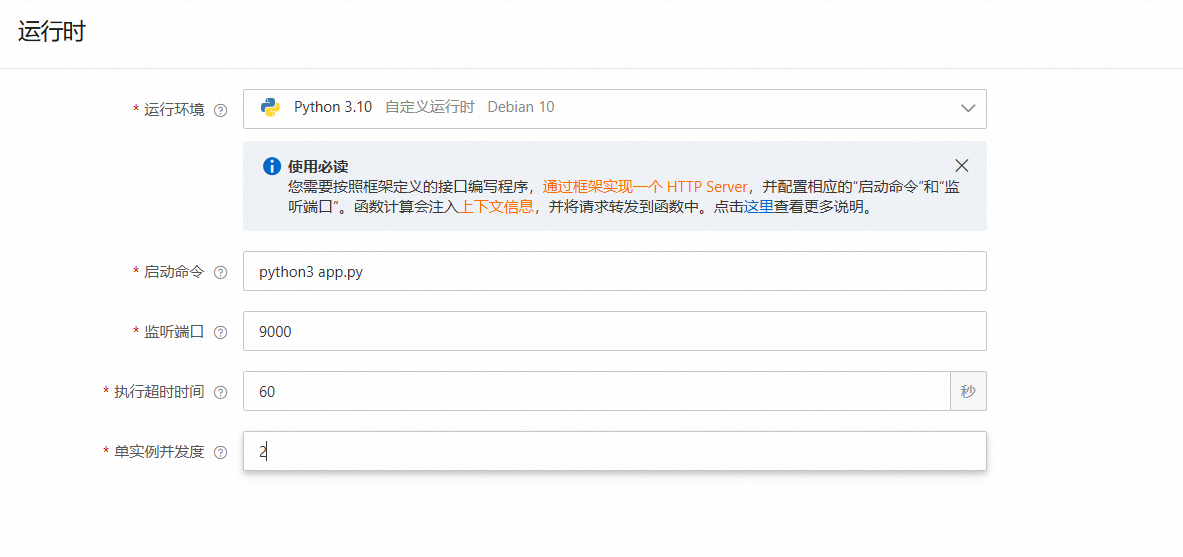 运行时
* 运行环境 Python 3.10 自定义运行时 Debian 10
使用必读
您需要按照框架定义的接口编写程序，通过框架实现一个 HTTP Server，并配置相应的“启动命令”和“监
听端口”。函数计算会注入上下文信息，并将请求转发到函数中。点击这里查看更多说明。
* 启动命令 python3 app.py
* 监听端口 9000
* 执行超时时间 60 秒
* 单实例并发度 2